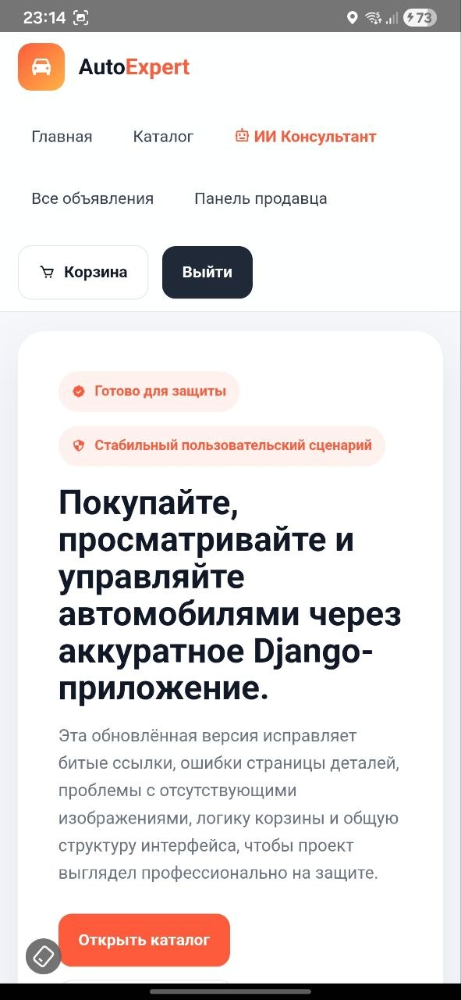 23:14 73
AutoExpert
Главная Каталог ИИ Консультант
Все объявления Панель продавца
Корзина Выйти
Готово для защиты
Стабильный пользовательский сценарий
Покупайте,
просматривайте и
управляйте
автомобилями через
аккуратное Django-
приложение.
Эта обновлённая версия исправляет
битые ссылки, ошибки страницы деталей,
проблемы с отсутствующими
изображениями, логику корзины и общую
структуру интерфейса, чтобы проект
выглядел профессионально на защите.
Открыть каталог